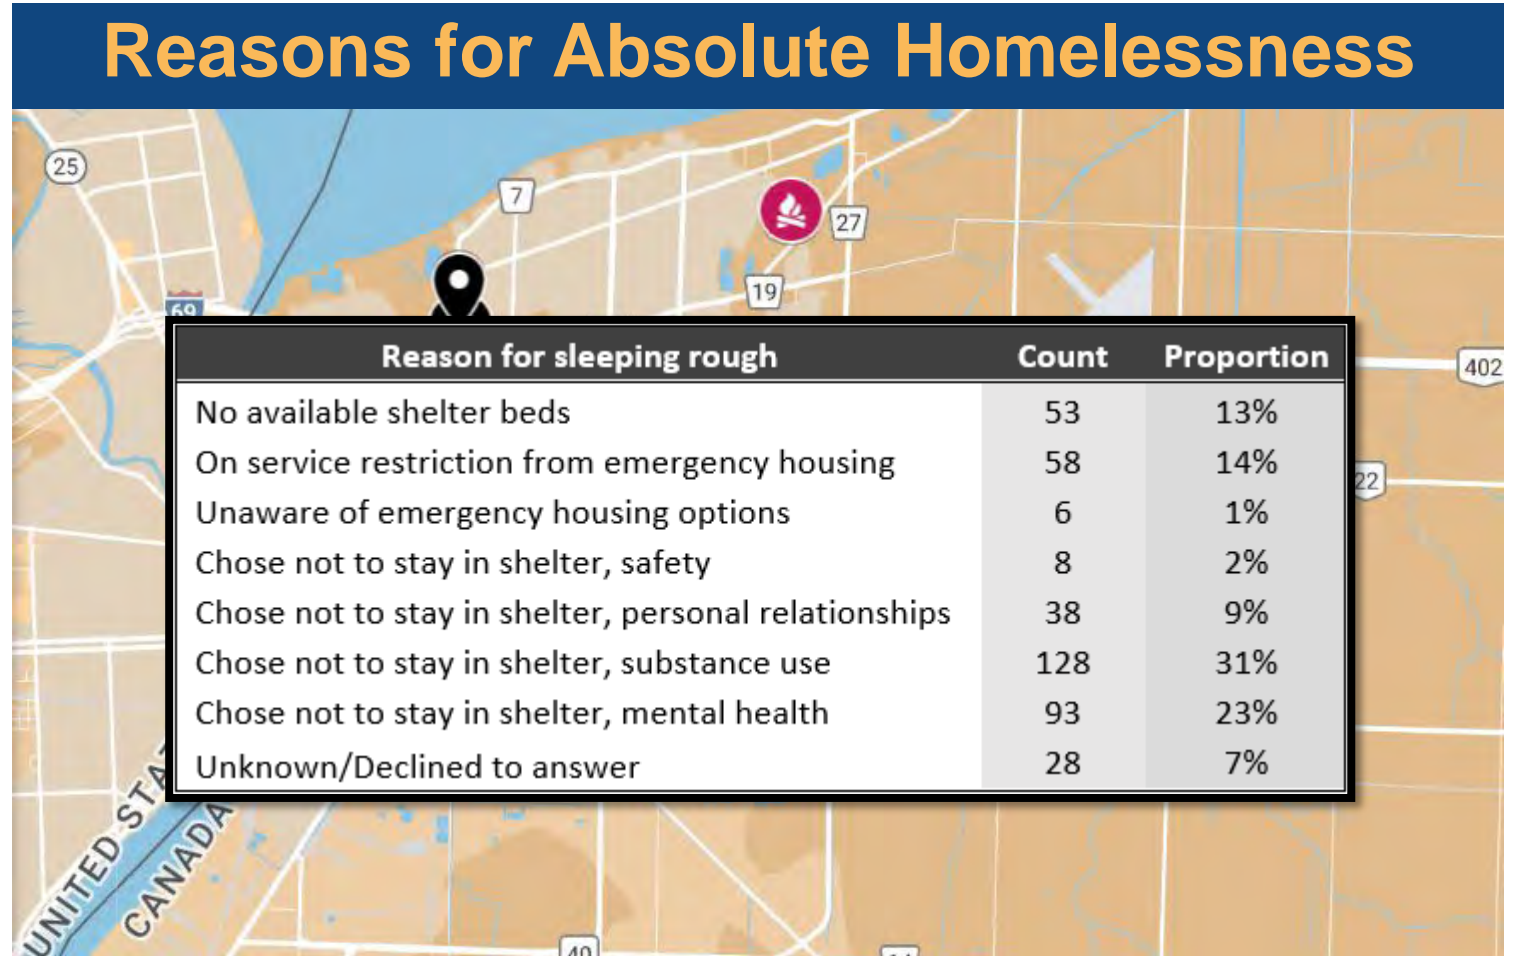 Reasons for Absolute Homelessness
25
7
27
19
69
402
22
Reason for sleeping rough Count Proportion
No available shelter beds 53 13%
On service restriction from emergency housing 58 14%
Unaware of emergency housing options 6 1%
Chose not to stay in shelter, safety 8 2%
Chose not to stay in shelter, personal relationships 38 9%
Chose not to stay in shelter, substance use 128 31%
Chose not to stay in shelter, mental health 93 23%
Unknown/Declined to answer 28 7%
UNITED STA
CANADA
40